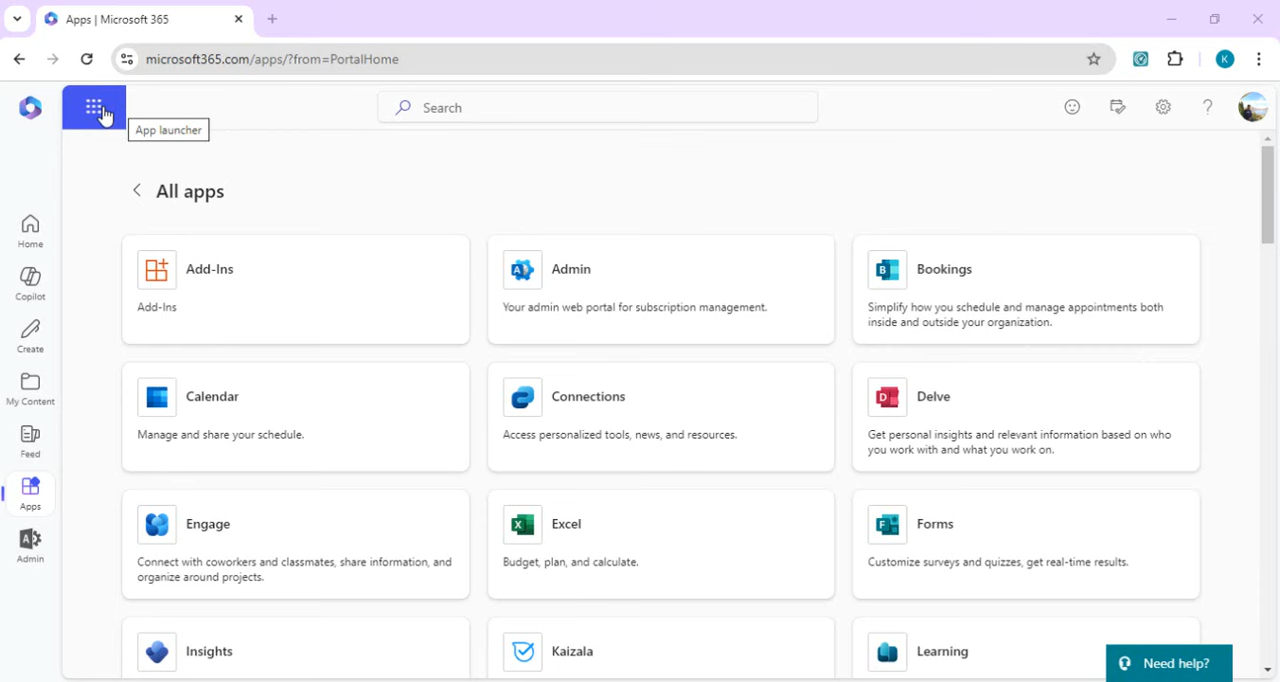 Apps | Microsoft 365
microsoft365.com/apps/?from=PortalHome
K
Search
App launcher
All apps
Home
Copilot
Create
My Content
Feed
Apps
Admin
Add-Ins
Add-Ins
Admin
Your admin web portal for subscription management.
Bookings
Simplify how you schedule and manage appointments both
inside and outside your organization.
Calendar
Manage and share your schedule.
Connections
Access personalized tools, news, and resources.
Delve
Get personal insights and relevant information based on who
you work with and what you work on.
Engage
Connect with coworkers and classmates, share information, and
organize around projects.
Excel
Budget, plan, and calculate.
Forms
Customize surveys and quizzes, get real-time results.
Insights
Kaizala
Learning
Need help?